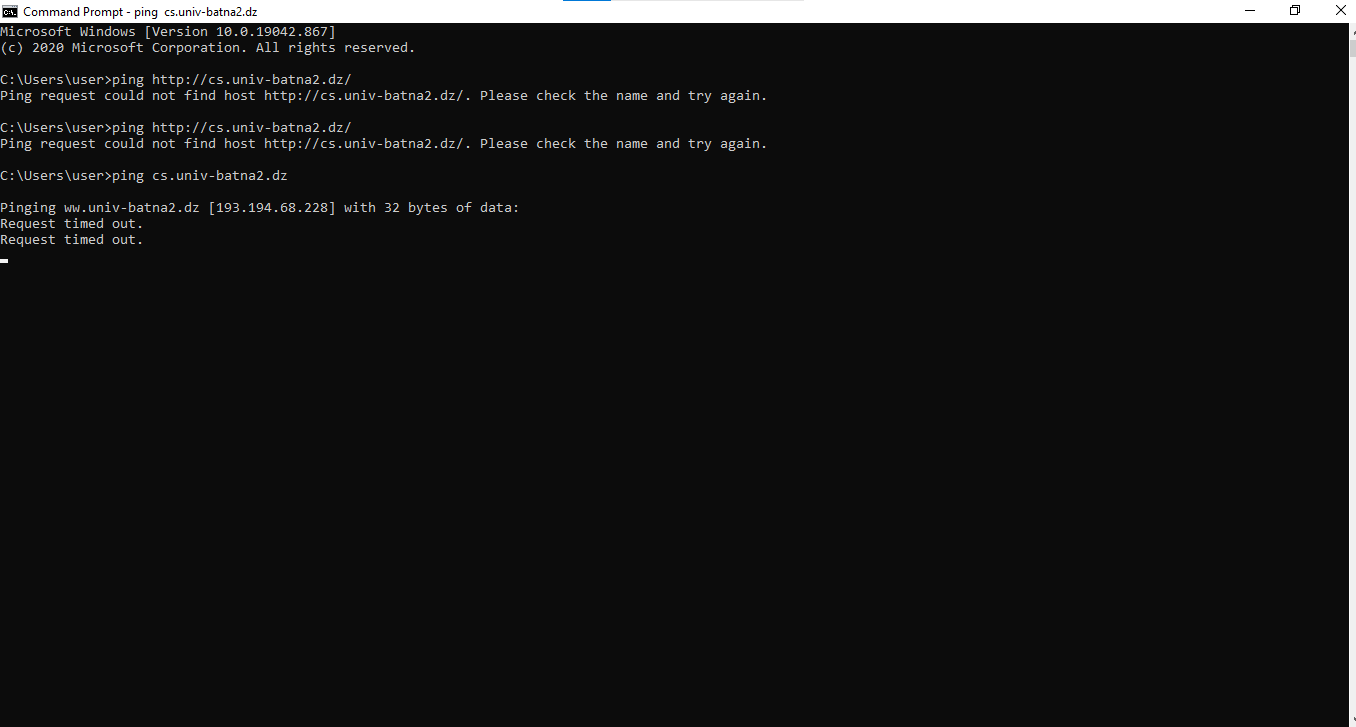 Command Prompt - ping  cs.univ-batna2.dz
Microsoft Windows [Version 10.0.19042.867]
(c) 2020 Microsoft Corporation. All rights reserved.
C:\Users\user>ping http://cs.univ-batna2.dz/
Ping request could not find host http://cs.univ-batna2.dz/. Please check the name and try again.
C:\Users\user>ping http://cs.univ-batna2.dz/
Ping request could not find host http://cs.univ-batna2.dz/. Please check the name and try again.
C:\Users\user>ping cs.univ-batna2.dz
Pinging ww.univ-batna2.dz [193.194.68.228] with 32 bytes of data:
Request timed out.
Request timed out.